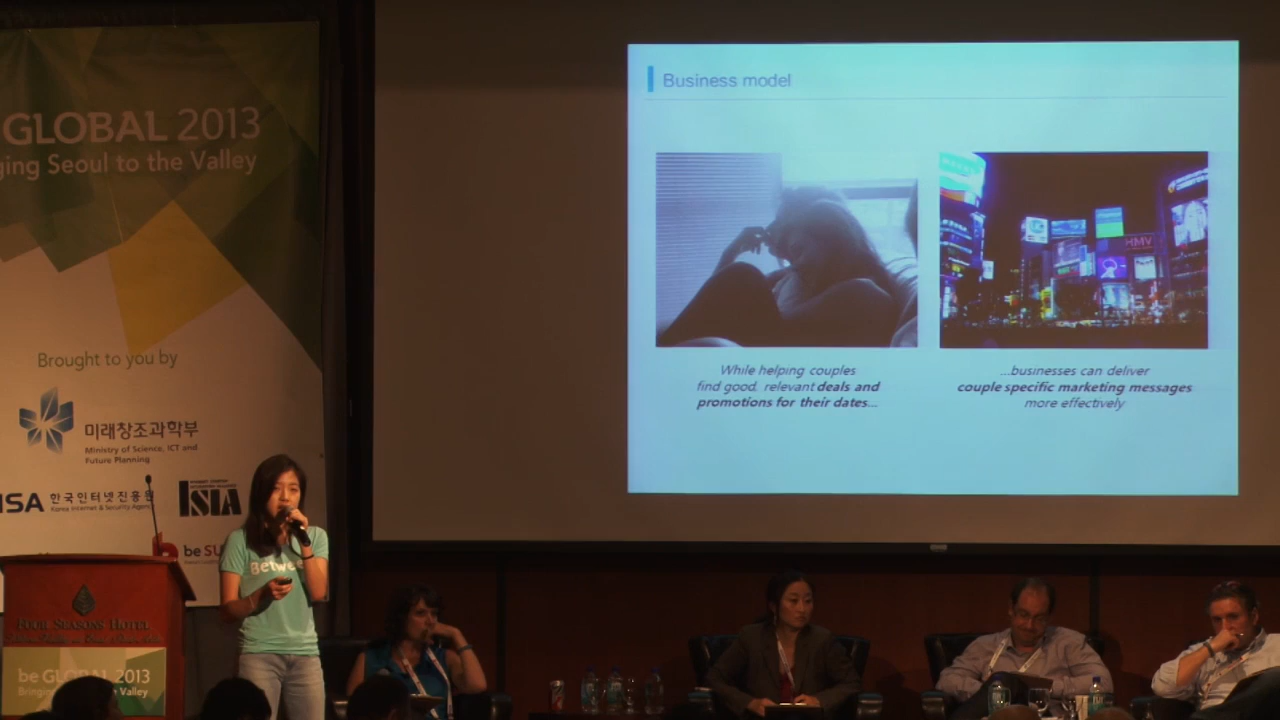 GLOBAL 2013
ging Seoul to the Valley
Brought to you by
미래창조과학부
Ministry of Science, ICT and
Future Planning
ISA 한국인터넷진흥원
Korea Internet & Security Agency
ISIA
be SU
Business model
HMV
While helping couples
find good, relevant deals and
promotions for their dates...
...businesses can deliver
couple specific marketing messages
more effectively
Betwee
FOUR SEASONS HOTEL
be GLOBAL 2013
Bringing
Valley